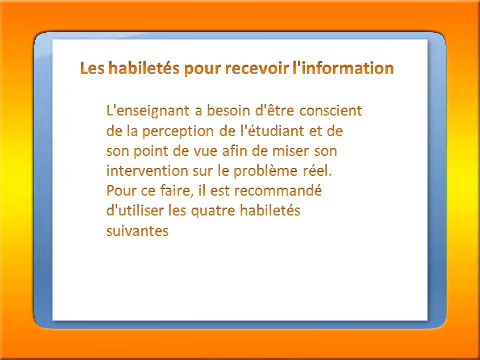 Les habiletés pour recevoir l'information
L'enseignant a besoin d'être conscient
de la perception de l'étudiant et de
son point de vue afin de miser son
intervention sur le problème réel.
Pour ce faire, il est recommandé
d'utiliser les quatre habiletés
suivantes